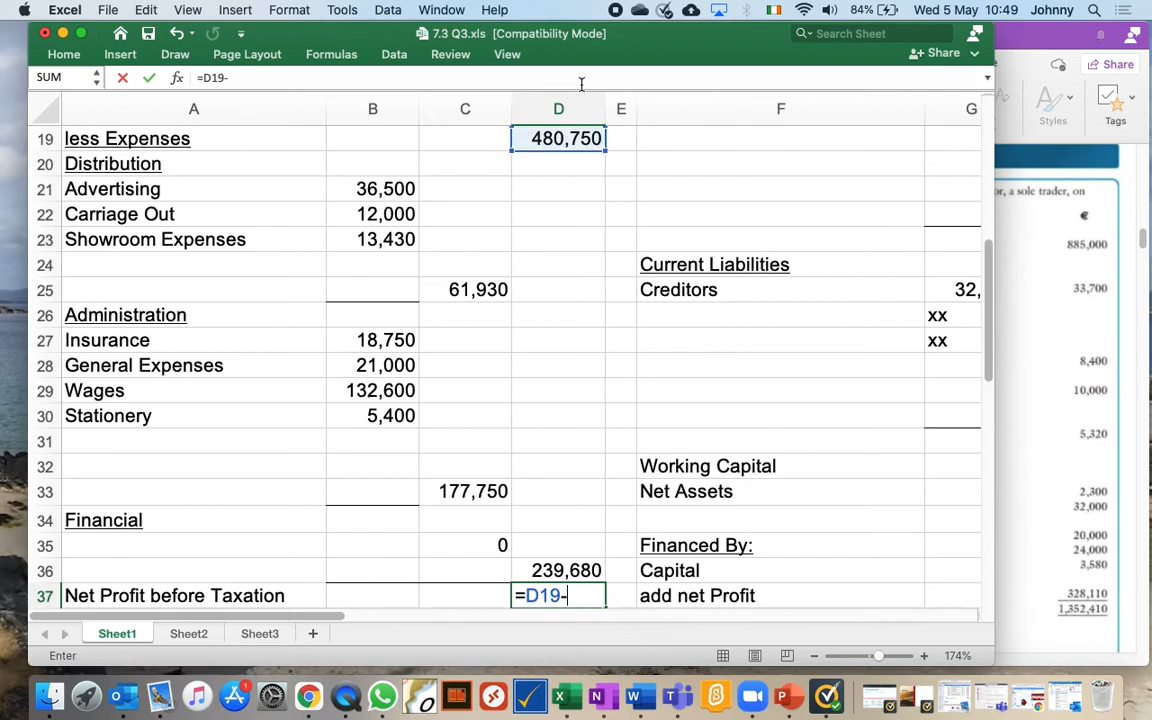 Excel File Edit View Insert Format Tools Data Window Help 84% Wed 5 May 10:49 Johnny
7.3 Q3.xls [Compatibility Mode] Search Sheet
Home Insert Draw Page Layout Formulas Data Review View Share
Share
SUM fx =D19-
Styles Tags
A B C D E F G
19 less Expenses 480,750
20 Distribution
21 Advertising 36,500
22 Carriage Out 12,000
23 Showroom Expenses 13,430
24 Current Liabilities
25 61,930 Creditors 32,
26 Administration xx
27 Insurance 18,750 xx
28 General Expenses 21,000
29 Wages 132,600
30 Stationery 5,400
31
32 Working Capital
33 177,750 Net Assets
34 Financial
35 0 Financed By:
36 239,680 Capital
37 Net Profit before Taxation =D19- add net Profit
or, a sole trader, on
€
885,000
33,700
8,400
10,000
5,320
2,300
32,000
20,000
24,000
3,580
328,110
1,352,410
Sheet1 Sheet2 Sheet3 +
Enter 174%